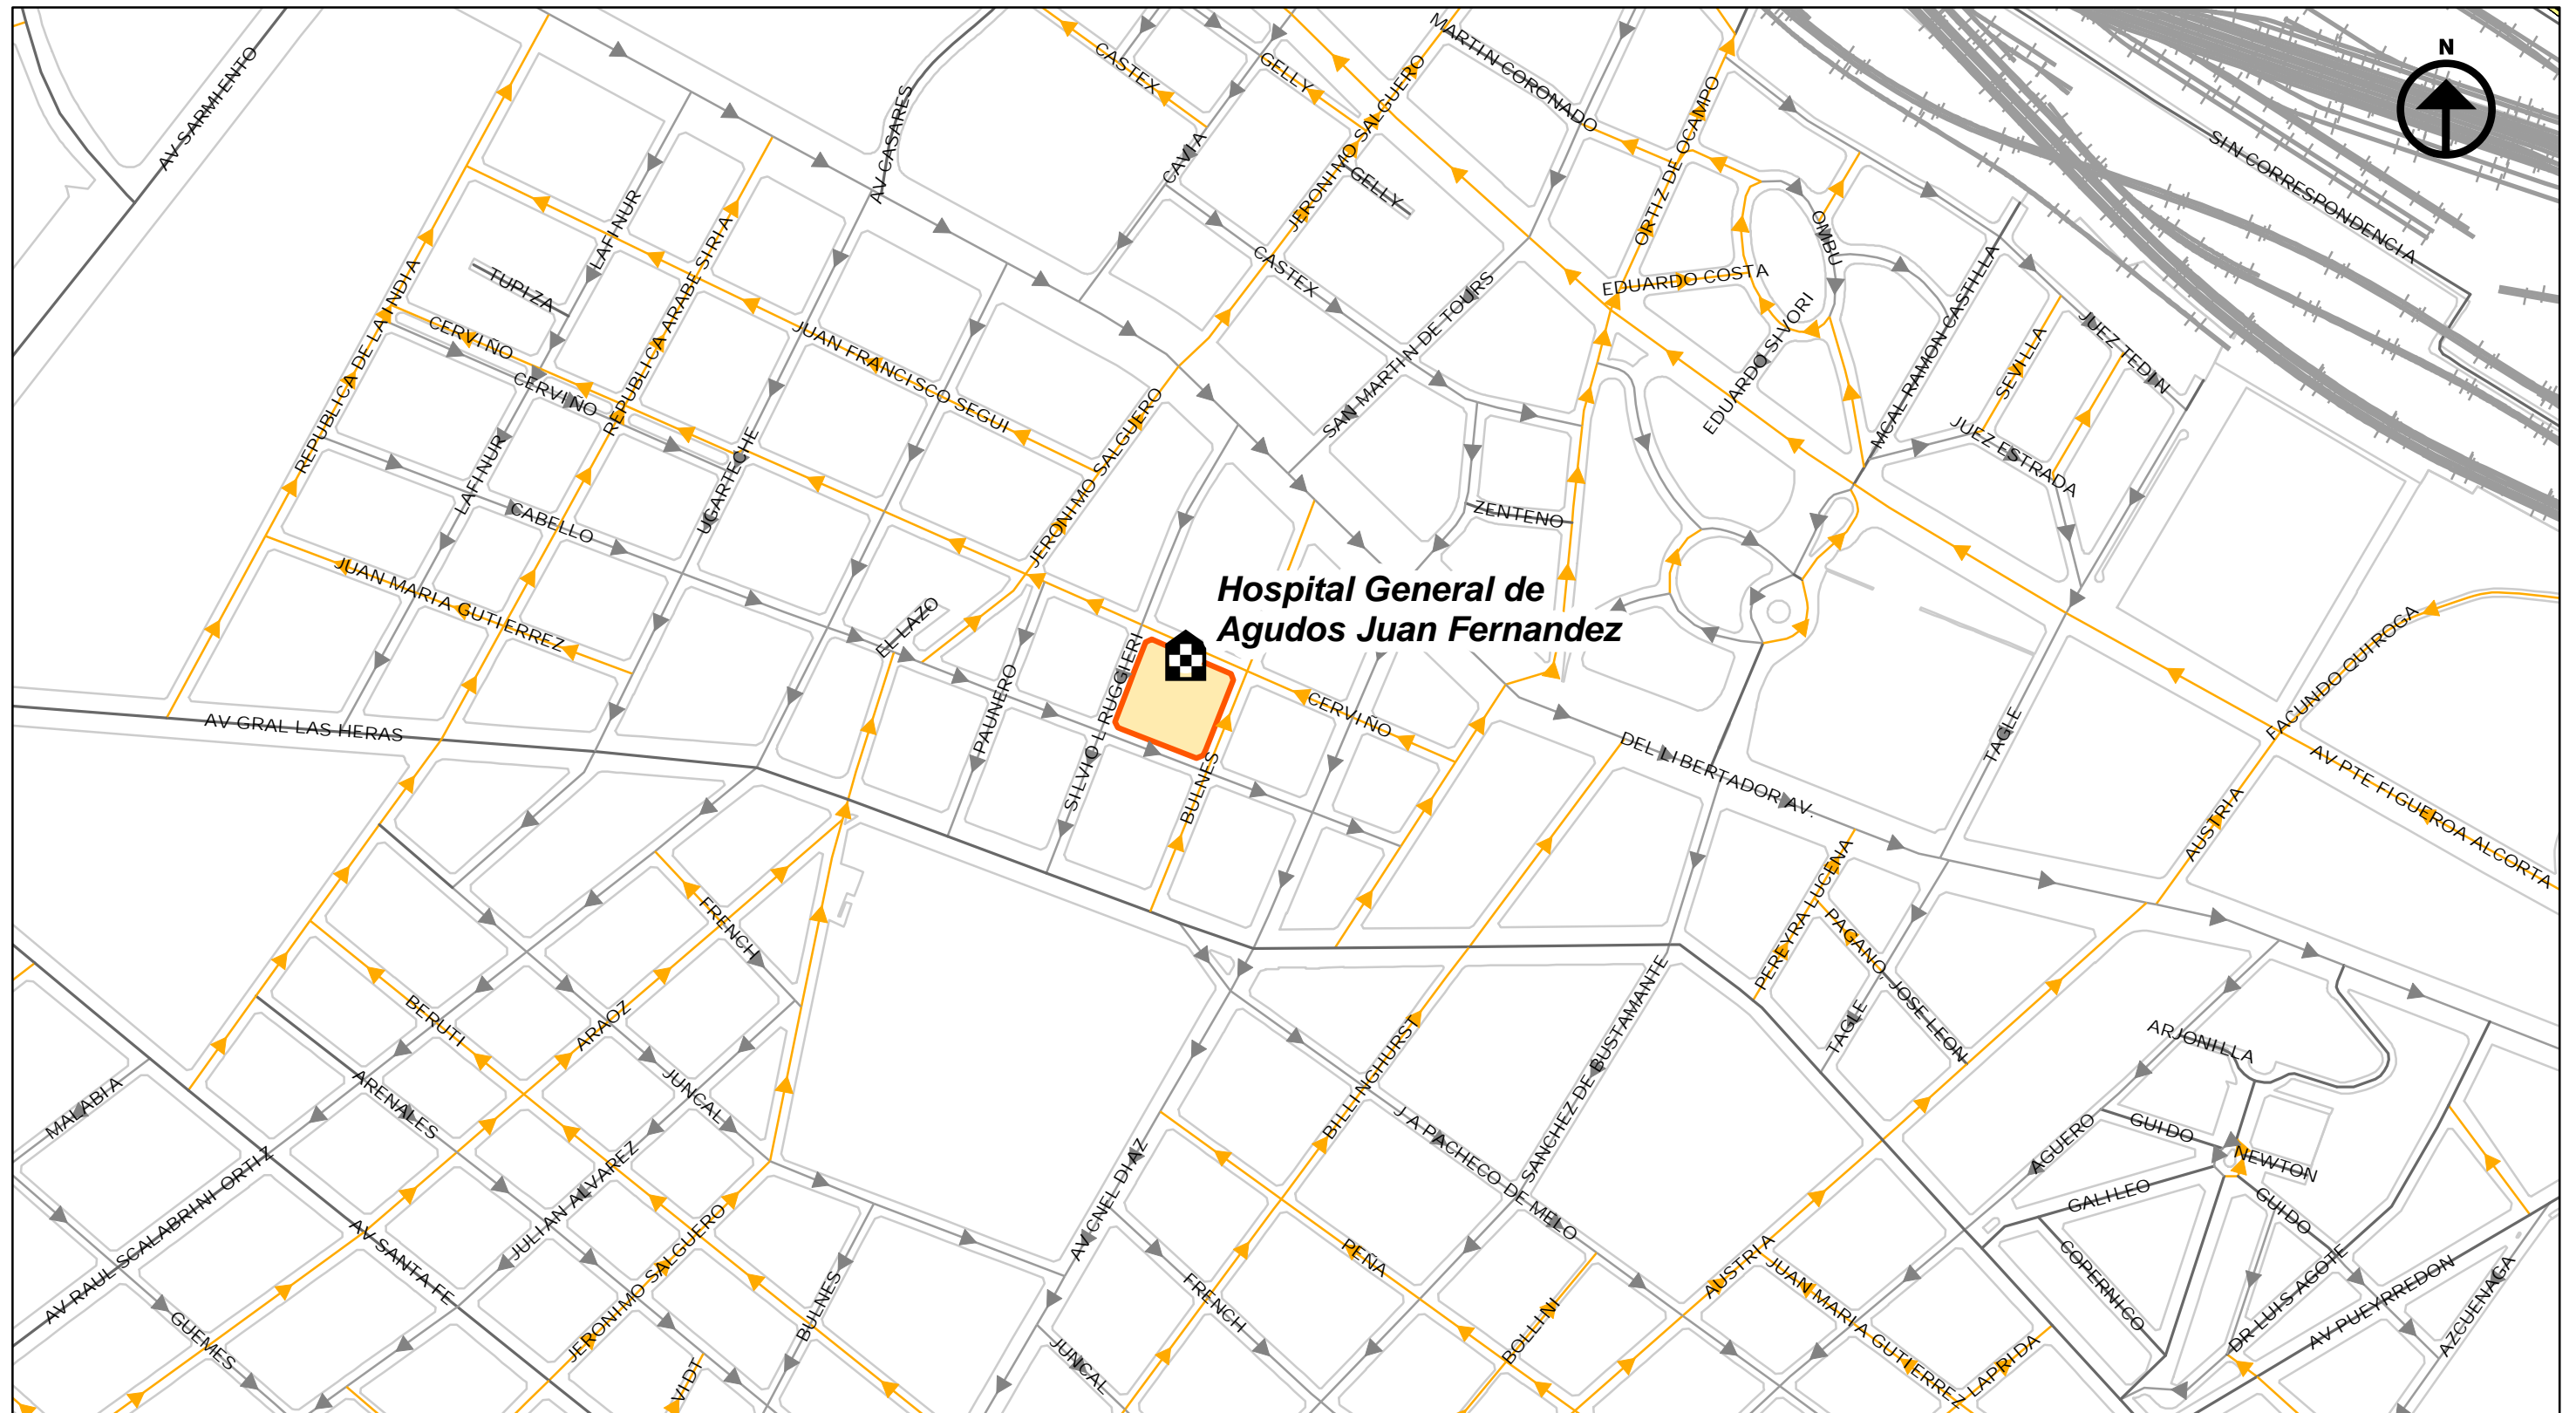 N
AV SARMIENTO
CASTEX
GELLY
MARTIN CORONADO
AV CASARES
CAVIA
JERONIMO SALGUERO
GELLY
ORTIZ DE OCAMPO
SIN CORRESPONDENCIA
LAFINUR
TUPIZA
REPUBLICA ARABE SIRIA
REPUBLICA DE LA INDIA
CASTEX
OMBU
EDUARDO COSTA
EDUARDO SIVORI
SAN MARTIN DE TOURS
MCAL RAMON CASTILLA
SEVILLA
JUEZ TEDIN
CERVIÑO
CERVIÑO
JUAN FRANCISCO SEGUI
JERONIMO SALGUERO
JUEZ ESTRADA
LAFINUR
UGARTECHE
CABELLO
ZENTENO
JUAN MARIA GUTIERREZ
EL LAZO
Hospital General de
Agudos Juan Fernandez
FACUNDO QUIROGA
PAUNERO
SILVIO L RUGGIERI
BULNES
CERVIÑO
AV GRAL LAS HERAS
DEL LIBERTADOR AV.
TAGLE
AV PTE FIGUEROA ALCORTA
AUSTRIA
PEREYRA LUCENA
PAGANO, JOSE LEON
TAGLE
FRENCH
BERUTI
ARAOZ
ARENALES
JUNCAL
MALABIA
AV RAUL SCALABRINI ORTIZ
AV SANTA FE
JULIAN ALVAREZ
JERONIMO SALGUERO
GUEMES
VIDT
BULNES
AV CNEL DIAZ
BILLINGHURST
SANCHEZ DE BUSTAMANTE
J A PACHECO DE MELO
PEÑA
FRENCH
JUNCAL
BOLLINI
AUSTRIA
JUAN MARIA GUTIERREZ
LAPRIDA
AGUERO
ARJONILLA
GUIDO
NEWTON
GALILEO
GUIDO
COPERNICO
DR LUIS AGOTE
AV PUEYRREDON
AZCUENAGA